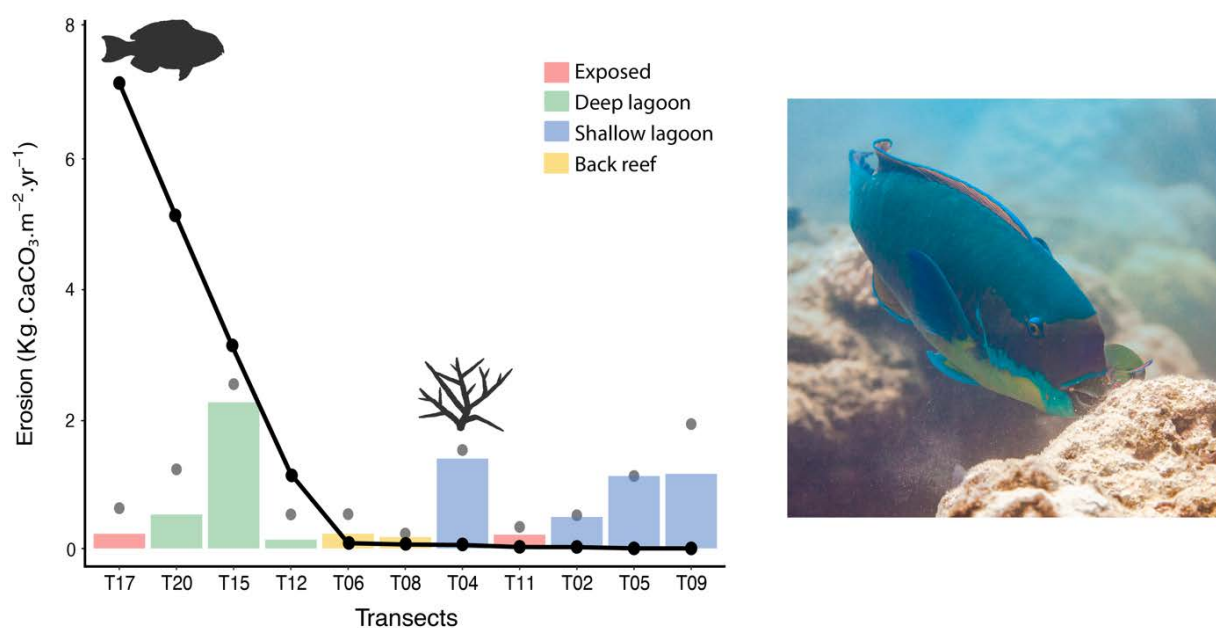 8
6
4
2
0
Erosion (Kg. CaCO₃.m⁻².yr⁻¹)
Exposed
Deep lagoon
Shallow lagoon
Back reef
T17 T20 T15 T12 T06 T08 T04 T11 T02 T05 T09
Transects